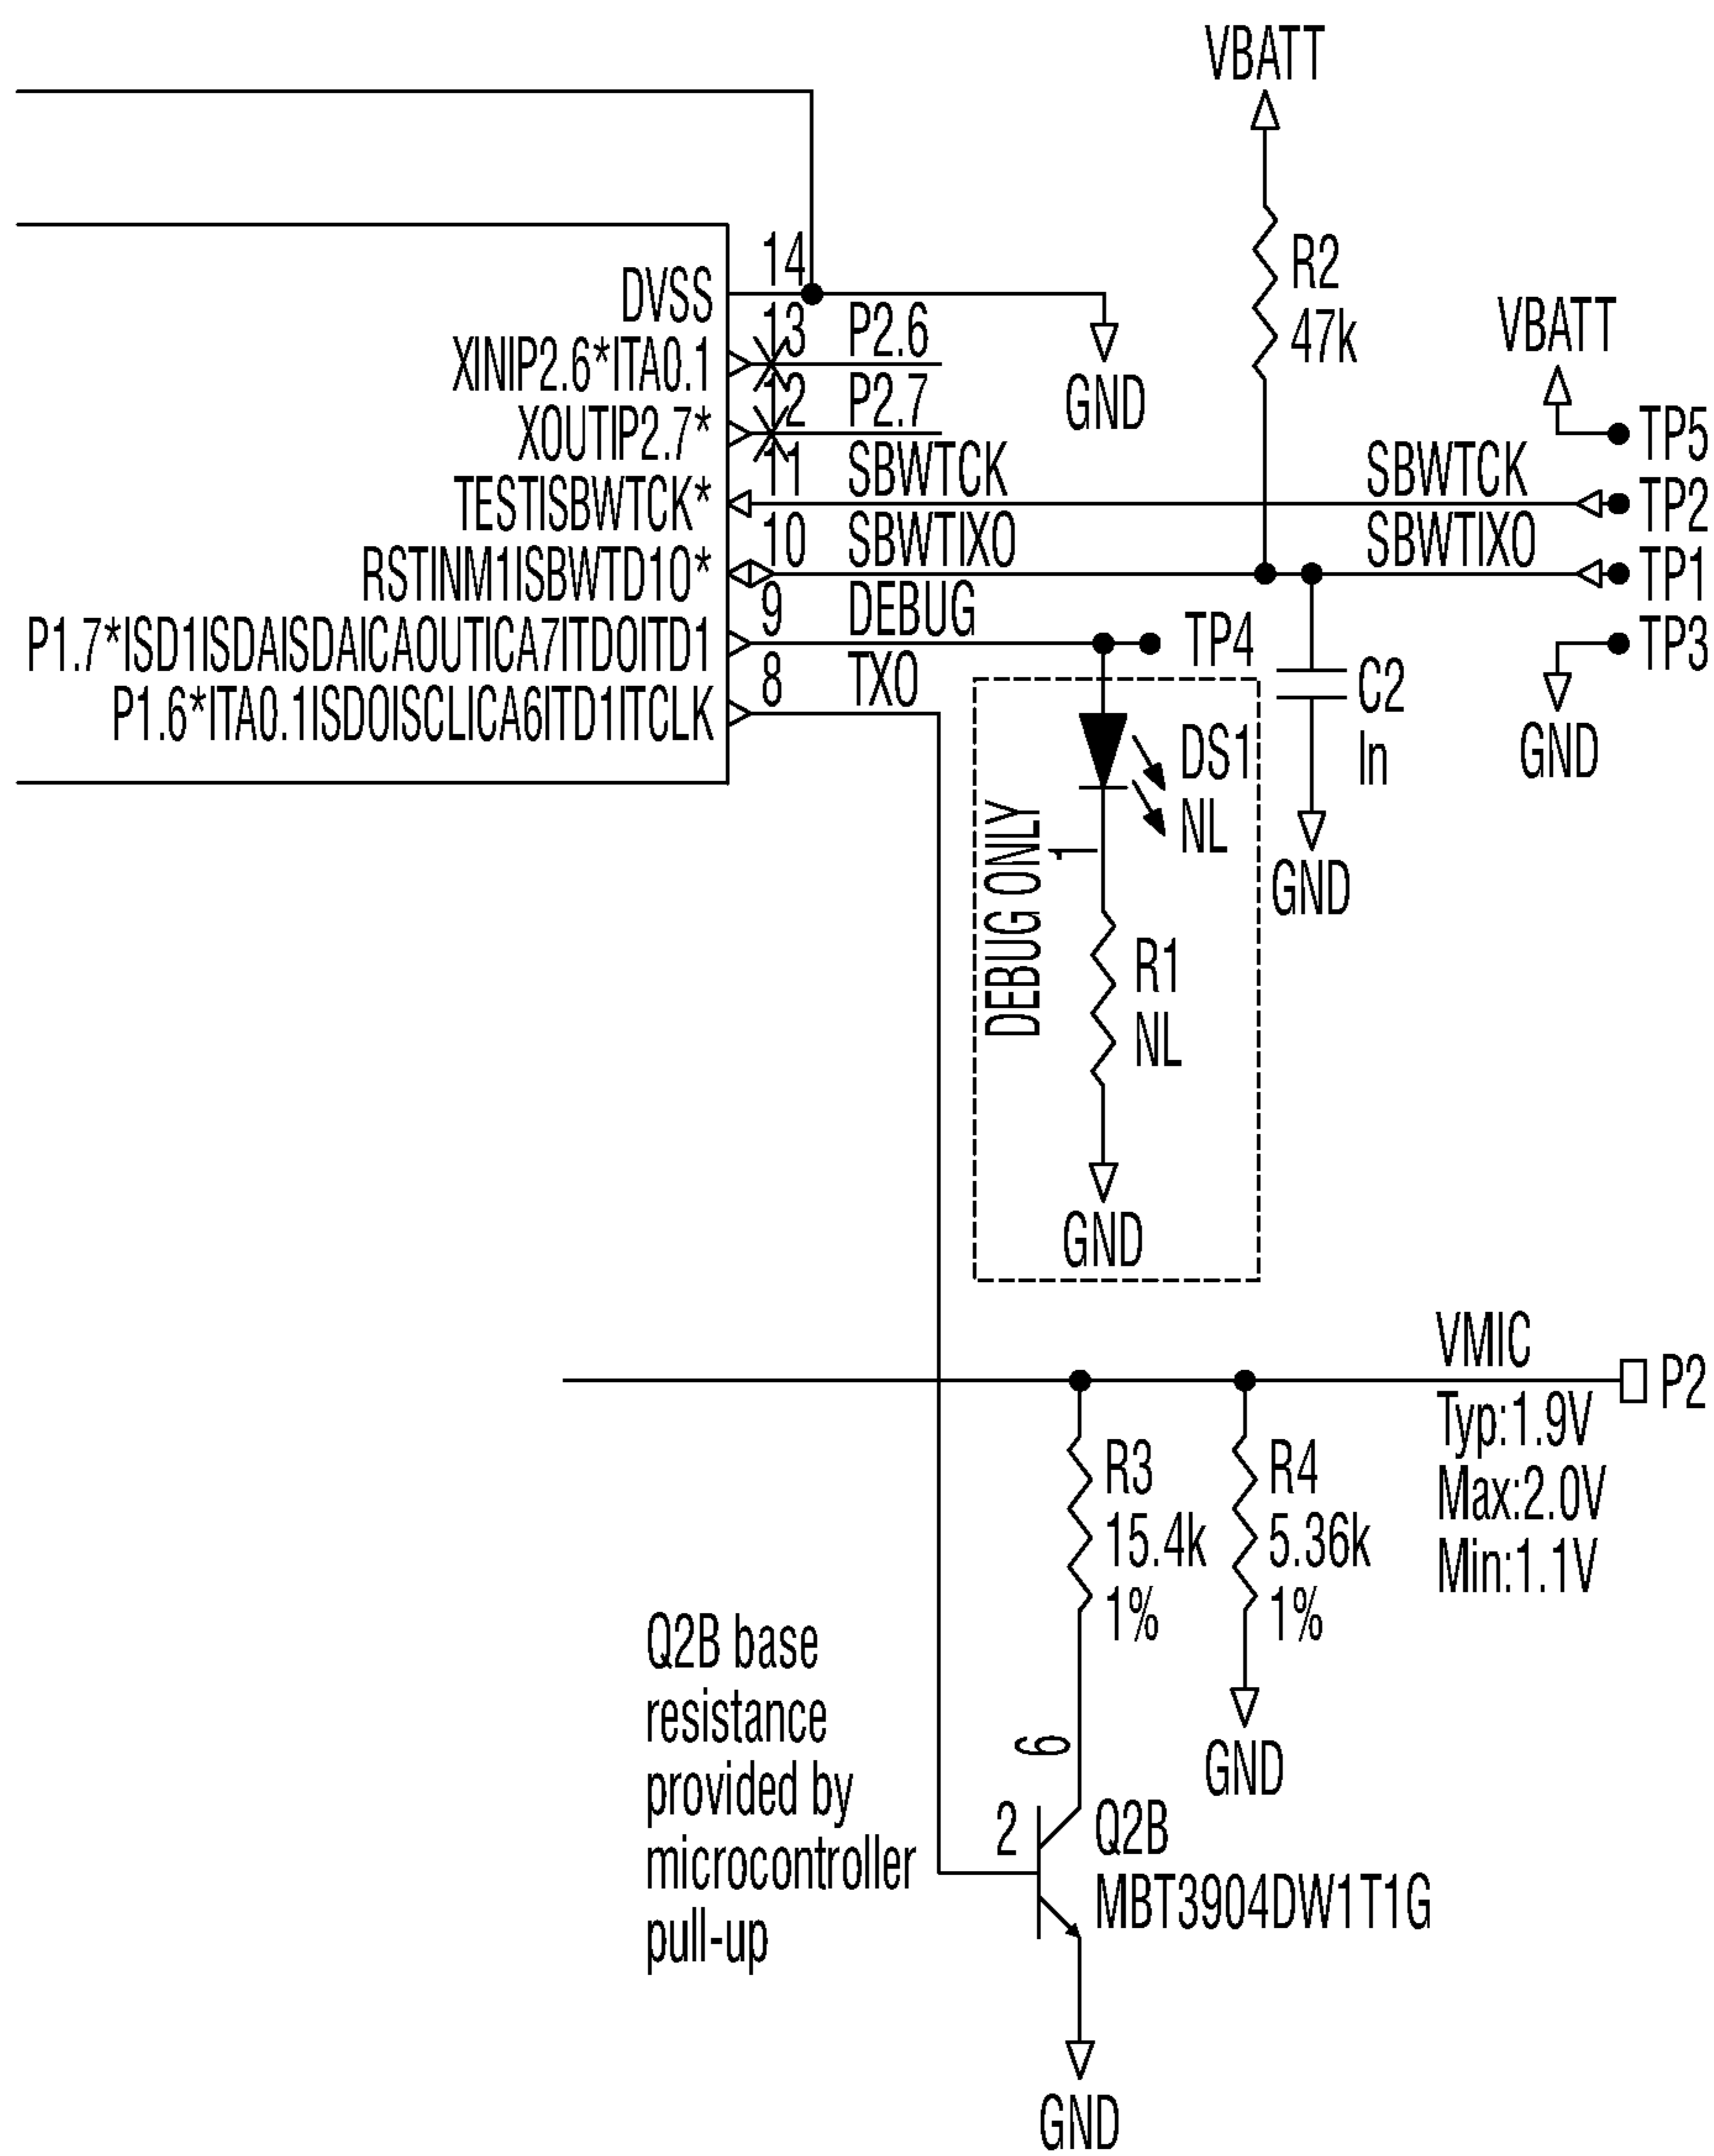 VBATT
14
DVSS
R2
47k
13 P2.6
XINIP2.6*ITA0.1
VBATT
GND
12 P2.7
XOUTIP2.7*
TP5
11 SBWTCK SBWTCK
TESTISBWTCK*
TP2
10 SBWTIXO SBWTIXO
RSTINM1ISBWTD1O*
TP1
9 DEBUG
TP4
P1.7*ISD1ISDAISDAICAOUTICA7ITDOITD1
TP3
8 TXO
P1.6*ITA0.1ISDOISCLICA6ITD1ITCLK
C2
In
GND
DS1
NL
GND
DEBUG ONLY
1
R1
NL
GND
VMIC
P2
Typ:1.9V
Max:2.0V
Min:1.1V
R3
15.4k
1%
R4
5.36k
1%
GND
Q2B base
resistance
provided by
microcontroller
pull-up
6
2
Q2B
MBT3904DW1T1G
GND